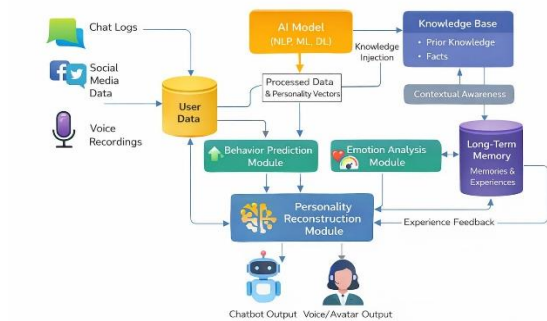 Chat Logs
Social
Media
Data
Voice
Recordings
User
Data
AI Model
(NLP, ML, DL)
Processed Data
& Personality Vectors
Knowledge
Injection
Knowledge Base
• Prior Knowledge
• Facts
Contextual Awareness
Behavior Prediction
Module
Emotion Analysis
Module
Long-Term
Memory
Memories &
Experiences
Personality
Reconstruction
Module
Experience Feedback
Chatbot Output
Voice/Avatar Output